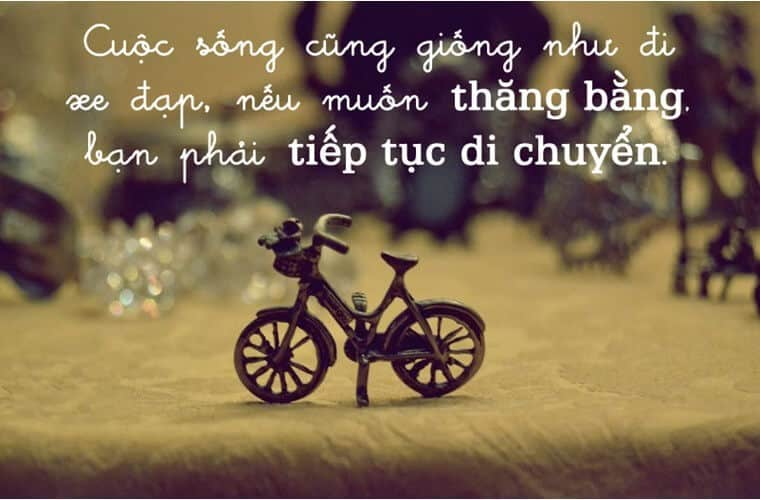 Cuộc sống cũng giống như đi
xe đạp, nếu muốn thăng bằng,
bạn phải tiếp tục di chuyển.